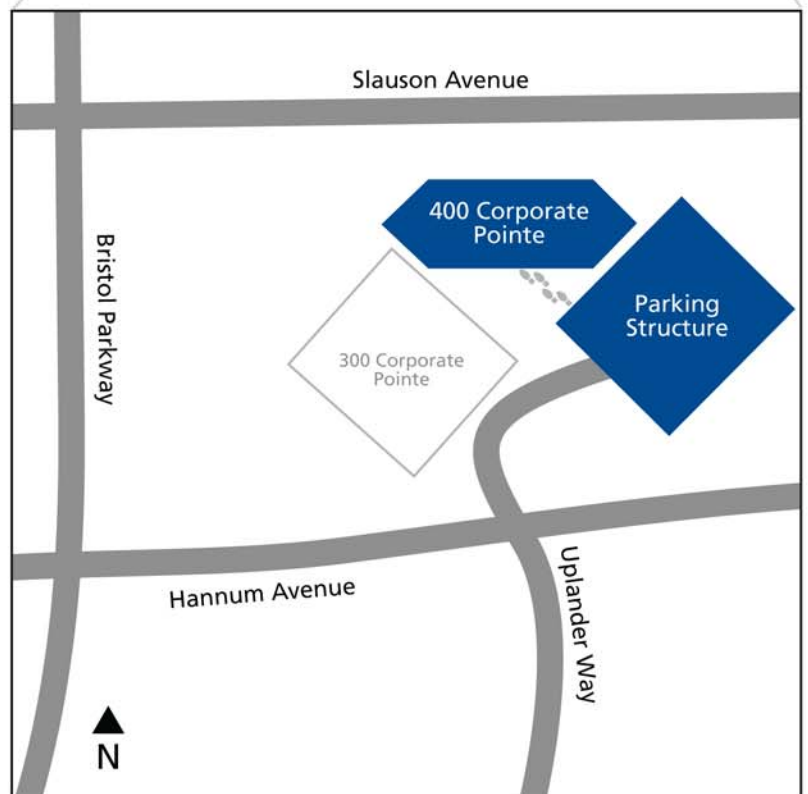 Slauson Avenue
400 Corporate
Pointe
Bristol Parkway
Parking
Structure
300 Corporate
Pointe
Hannum Avenue
Uplander Way
N